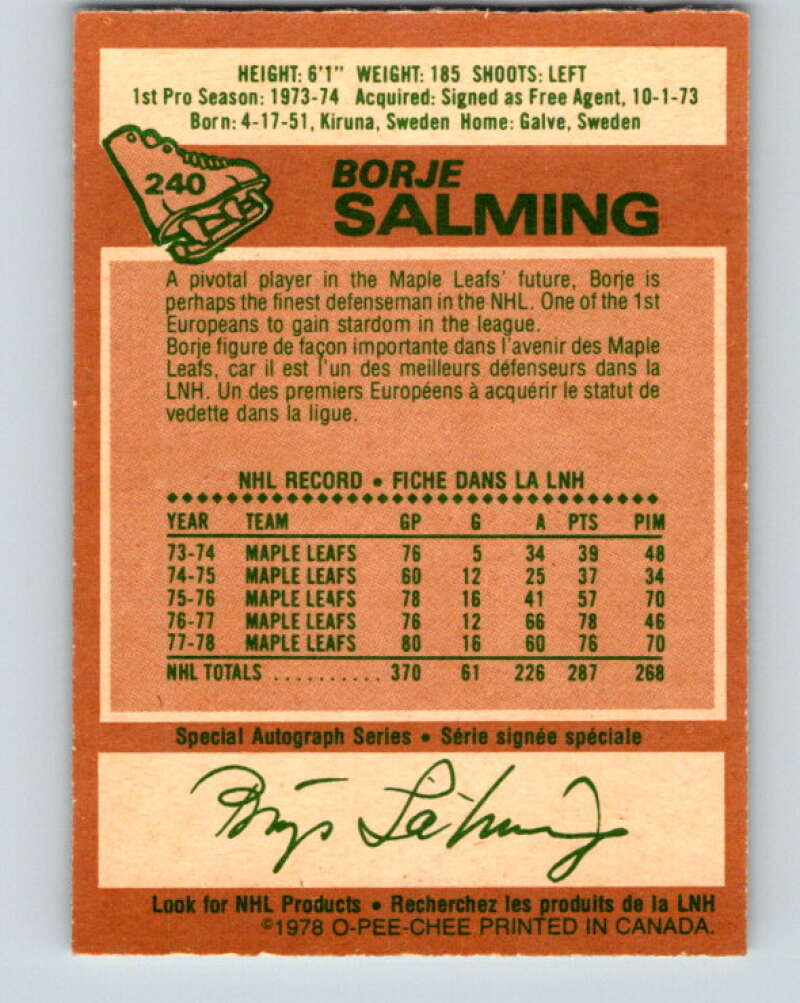 HEIGHT: 6'1" WEIGHT: 185 SHOOTS: LEFT
1st Pro Season: 1973-74 Acquired: Signed as Free Agent, 10-1-73
Born: 4-17-51, Kiruna, Sweden Home: Galve, Sweden
240
BORJE
SALMING
A pivotal player in the Maple Leafs' future, Borje is
perhaps the finest defenseman in the NHL. One of the 1st
Europeans to gain stardom in the league.
Borje figure de façon importante dans l'avenir des Maple
Leafs, car il est l'un des meilleurs défenseurs dans la
LNH. Un des premiers Européens à acquérir le statut de
vedette dans la ligue.
NHL RECORD • FICHE DANS LA LNH
YEAR TEAM GP G A PTS PIM
73-74 MAPLE LEAFS 76 5 34 39 48
74-75 MAPLE LEAFS 60 12 25 37 34
75-76 MAPLE LEAFS 78 16 41 57 70
76-77 MAPLE LEAFS 76 12 66 78 46
77-78 MAPLE LEAFS 80 16 60 76 70
NHL TOTALS .......... 370 61 226 287 268
Special Autograph Series • Série signée spéciale
Börje Salming
Look for NHL Products • Recherchez les produits de la LNH
©1978 O-PEE-CHEE PRINTED IN CANADA.